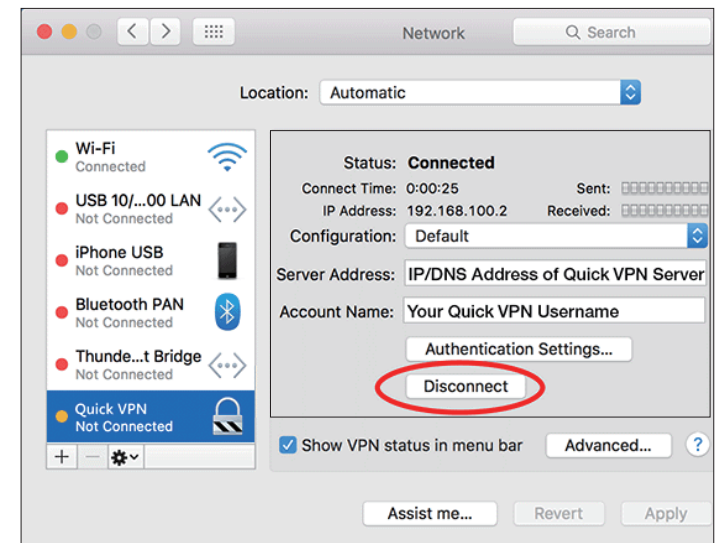 Network
Search
Location: Automatic
Wi-Fi
Connected
USB 10/...00 LAN
Not Connected
iPhone USB
Not Connected
Bluetooth PAN
Not Connected
Thunde...t Bridge
Not Connected
Quick VPN
Not Connected
Status: Connected
Connect Time: 0:00:25 Sent:
IP Address: 192.168.100.2 Received:
Configuration: Default
Server Address: IP/DNS Address of Quick VPN Server
Account Name: Your Quick VPN Username
Authentication Settings...
Disconnect
Show VPN status in menu bar Advanced... ?
Assist me... Revert Apply